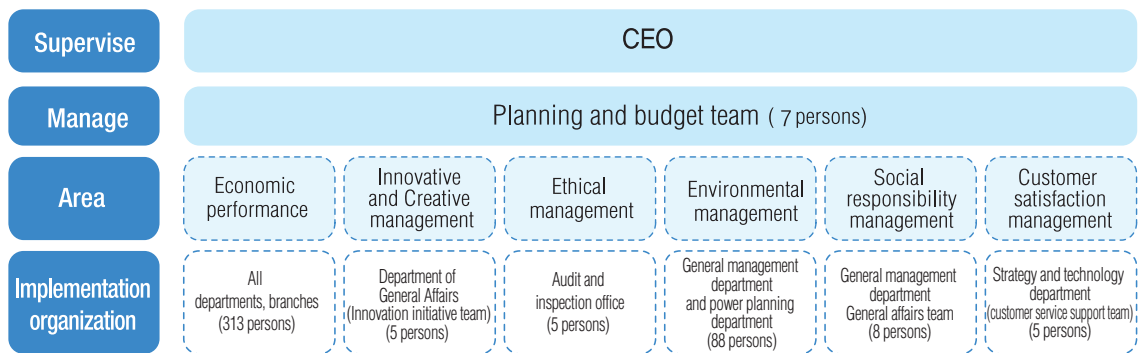 Supervise
CEO
Manage
Planning and budget team ( 7 persons)
Area
Economic
performance
Innovative
and Creative
management
Ethical
management
Environmental
management
Social
responsibility
management
Customer
satisfaction
management
Implementation
organization
All
departments, branches
(313 persons)
Department of
General Affairs
(Innovation initiative team)
(5 persons)
Audit and
inspection office
(5 persons)
General management
department
and power planning
department
(88 persons)
General management
department
General affairs team
(8 persons)
Strategy and technology
department
(customer service support team)
(5 persons)